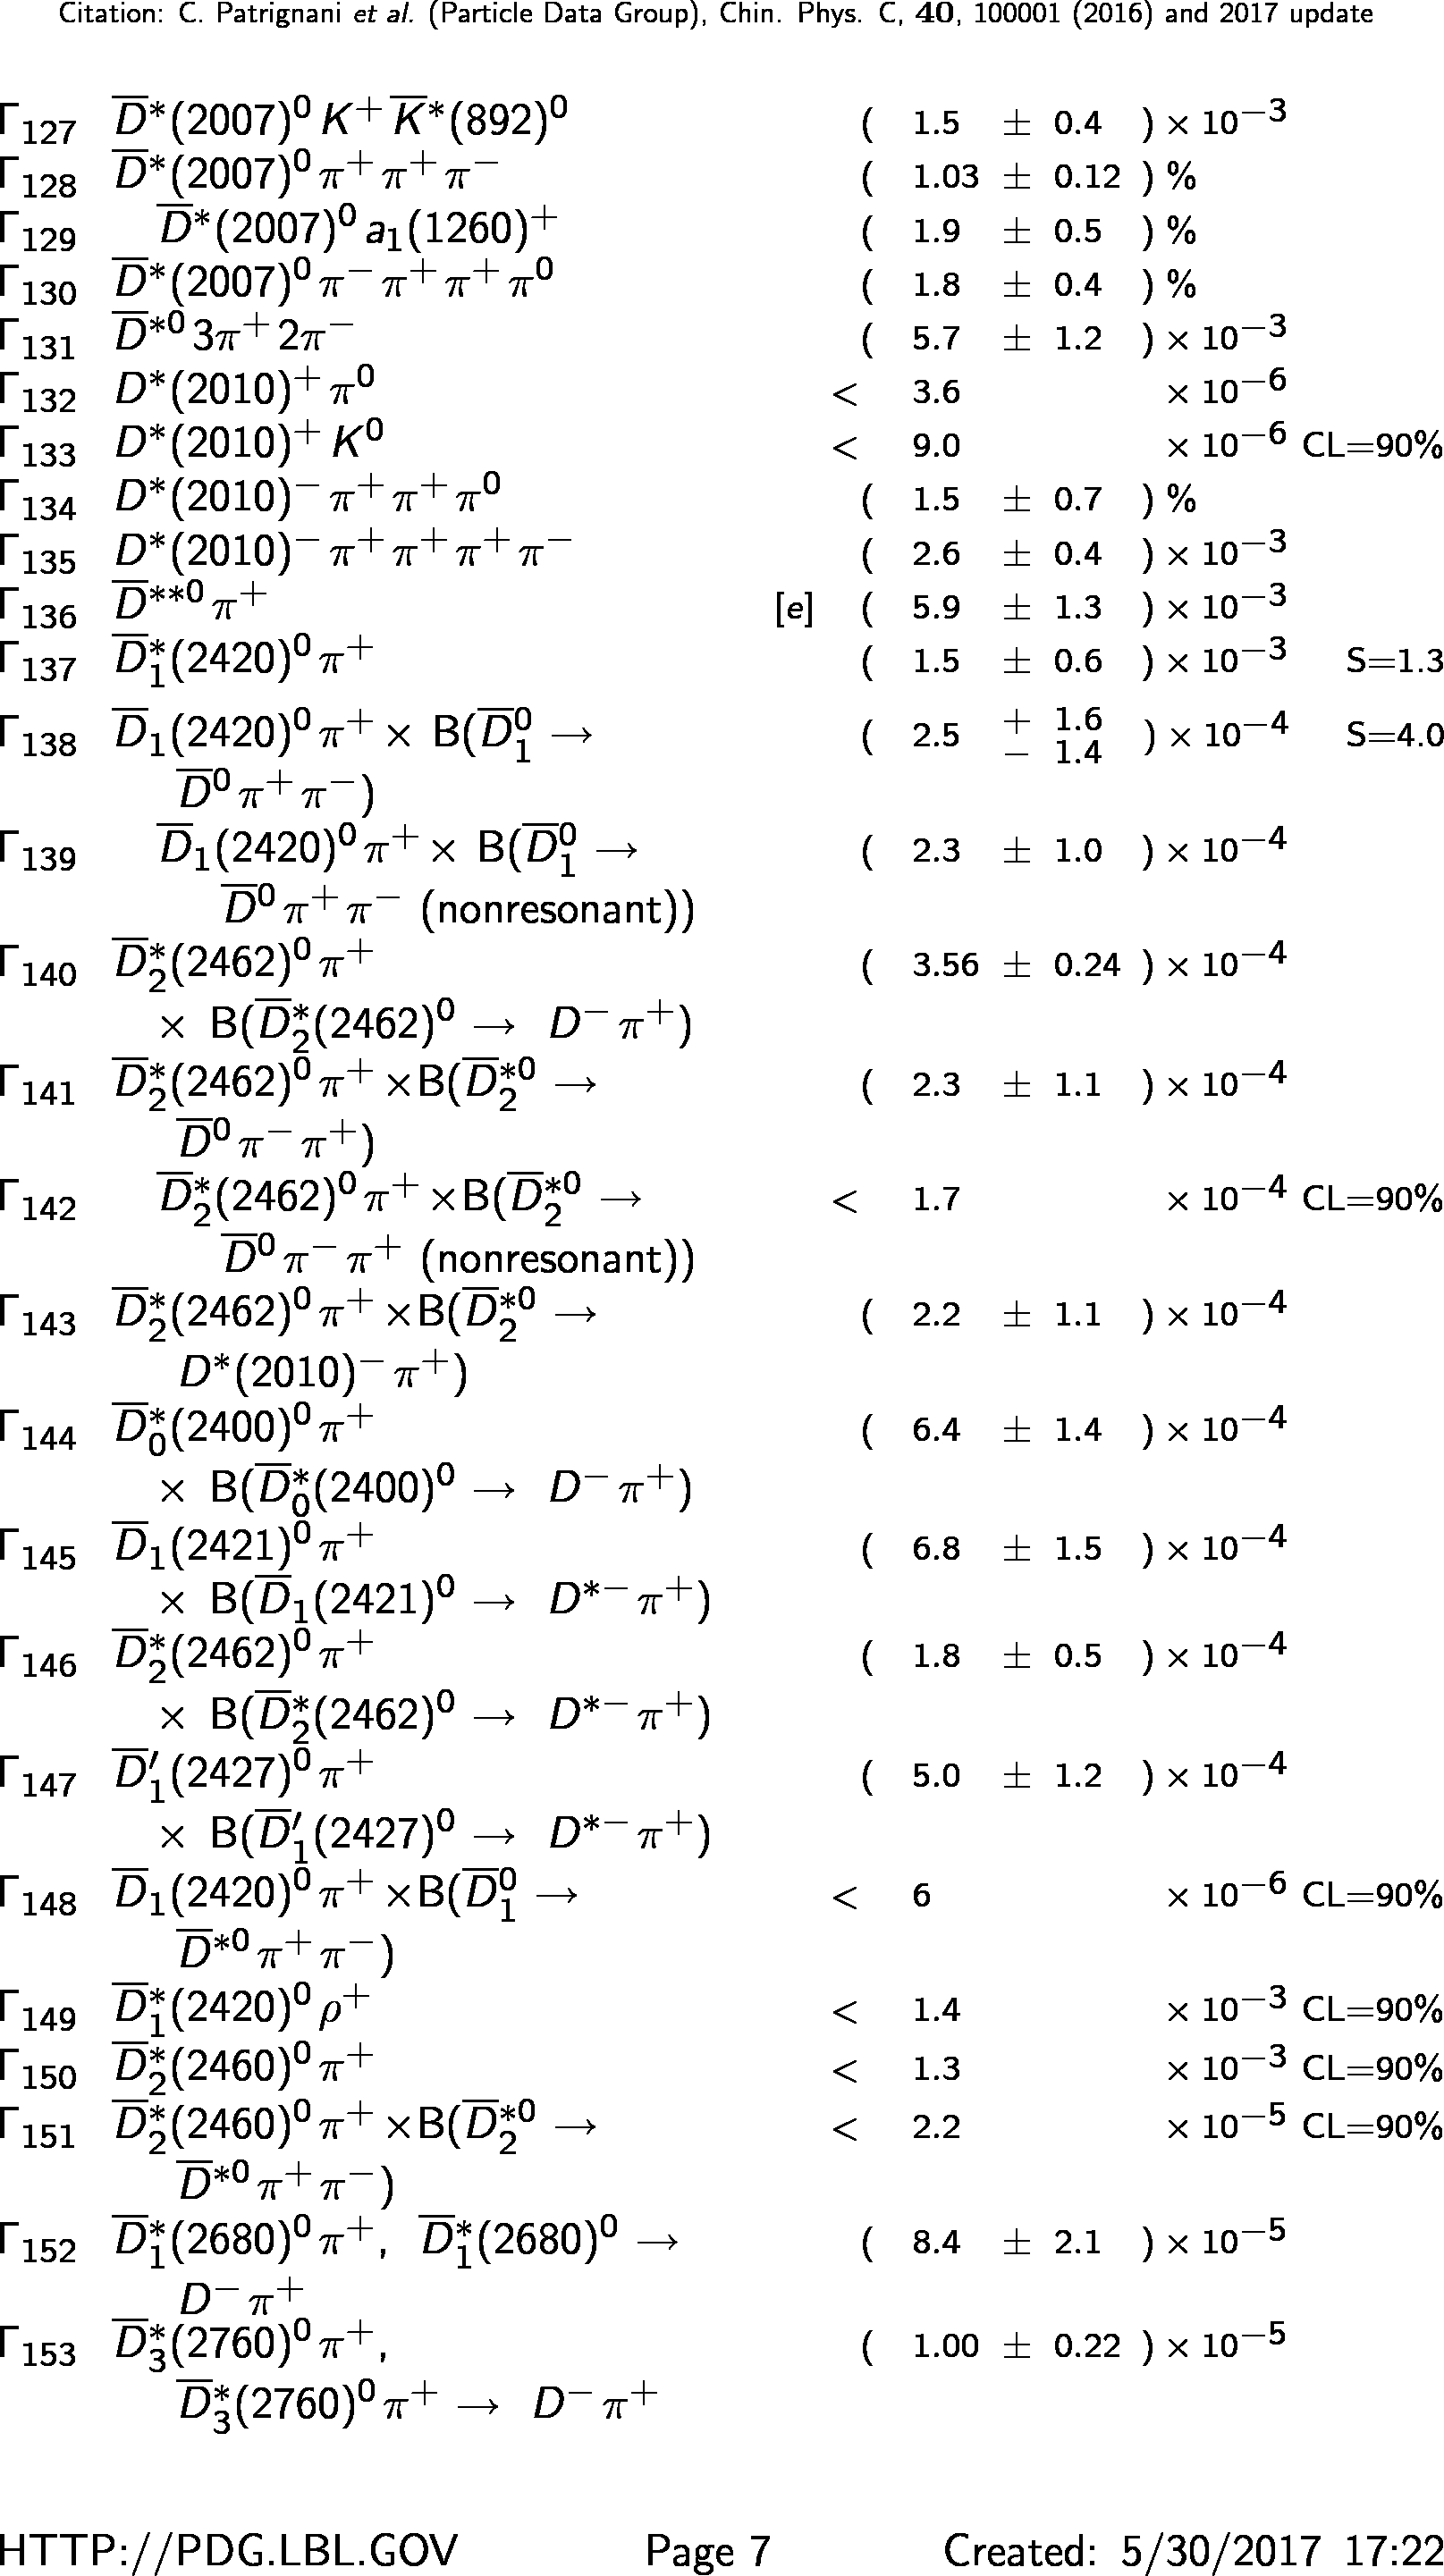 Citation: C. Patrignani et al. (Particle Data Group), Chin. Phys. C, 40, 100001 (2016) and 2017 update
Γ127 D̅*(2007)⁰ K⁺ K̅*(892)⁰ ( 1.5 ± 0.4 ) × 10⁻³
Γ128 D̅*(2007)⁰ π⁺ π⁺ π⁻ ( 1.03 ± 0.12 ) %
Γ129 D̅*(2007)⁰ a₁(1260)⁺ ( 1.9 ± 0.5 ) %
Γ130 D̅*(2007)⁰ π⁻ π⁺ π⁺ π⁰ ( 1.8 ± 0.4 ) %
Γ131 D̅*⁰ 3π⁺ 2π⁻ ( 5.7 ± 1.2 ) × 10⁻³
Γ132 D*(2010)⁺ π⁰ < 3.6 × 10⁻⁶
Γ133 D*(2010)⁺ K⁰ < 9.0 × 10⁻⁶ CL=90%
Γ134 D*(2010)⁻ π⁺ π⁺ π⁰ ( 1.5 ± 0.7 ) %
Γ135 D*(2010)⁻ π⁺ π⁺ π⁺ π⁻ ( 2.6 ± 0.4 ) × 10⁻³
Γ136 D̅**⁰ π⁺ [e] ( 5.9 ± 1.3 ) × 10⁻³
Γ137 D̅₁*(2420)⁰ π⁺ ( 1.5 ± 0.6 ) × 10⁻³ S=1.3
Γ138 D̅₁(2420)⁰ π⁺ × B(D̅₁⁰ → ( 2.5 + 1.6 − 1.4 ) × 10⁻⁴ S=4.0
D̅⁰ π⁺ π⁻)
Γ139 D̅₁(2420)⁰ π⁺ × B(D̅₁⁰ → ( 2.3 ± 1.0 ) × 10⁻⁴
D̅⁰ π⁺ π⁻ (nonresonant))
Γ140 D̅₂*(2462)⁰ π⁺ ( 3.56 ± 0.24 ) × 10⁻⁴
× B(D̅₂*(2462)⁰ → D⁻ π⁺)
Γ141 D̅₂*(2462)⁰ π⁺ ×B(D̅₂*⁰ → ( 2.3 ± 1.1 ) × 10⁻⁴
D̅⁰ π⁻ π⁺)
Γ142 D̅₂*(2462)⁰ π⁺ ×B(D̅₂*⁰ → < 1.7 × 10⁻⁴ CL=90%
D̅⁰ π⁻ π⁺ (nonresonant))
Γ143 D̅₂*(2462)⁰ π⁺ ×B(D̅₂*⁰ → ( 2.2 ± 1.1 ) × 10⁻⁴
D*(2010)⁻ π⁺)
Γ144 D̅₀*(2400)⁰ π⁺ ( 6.4 ± 1.4 ) × 10⁻⁴
× B(D̅₀*(2400)⁰ → D⁻ π⁺)
Γ145 D̅₁(2421)⁰ π⁺ ( 6.8 ± 1.5 ) × 10⁻⁴
× B(D̅₁(2421)⁰ → D*⁻ π⁺)
Γ146 D̅₂*(2462)⁰ π⁺ ( 1.8 ± 0.5 ) × 10⁻⁴
× B(D̅₂*(2462)⁰ → D*⁻ π⁺)
Γ147 D̅₁′(2427)⁰ π⁺ ( 5.0 ± 1.2 ) × 10⁻⁴
× B(D̅₁′(2427)⁰ → D*⁻ π⁺)
Γ148 D̅₁(2420)⁰ π⁺ ×B(D̅₁⁰ → < 6 × 10⁻⁶ CL=90%
D̅*⁰ π⁺ π⁻)
Γ149 D̅₁*(2420)⁰ ρ⁺ < 1.4 × 10⁻³ CL=90%
Γ150 D̅₂*(2460)⁰ π⁺ < 1.3 × 10⁻³ CL=90%
Γ151 D̅₂*(2460)⁰ π⁺ ×B(D̅₂*⁰ → < 2.2 × 10⁻⁵ CL=90%
D̅*⁰ π⁺ π⁻)
Γ152 D̅₁*(2680)⁰ π⁺, D̅₁*(2680)⁰ → ( 8.4 ± 2.1 ) × 10⁻⁵
D⁻ π⁺
Γ153 D̅₃*(2760)⁰ π⁺, ( 1.00 ± 0.22 ) × 10⁻⁵
D̅₃*(2760)⁰ π⁺ → D⁻ π⁺
HTTP://PDG.LBL.GOV Page 7 Created: 5/30/2017 17:22